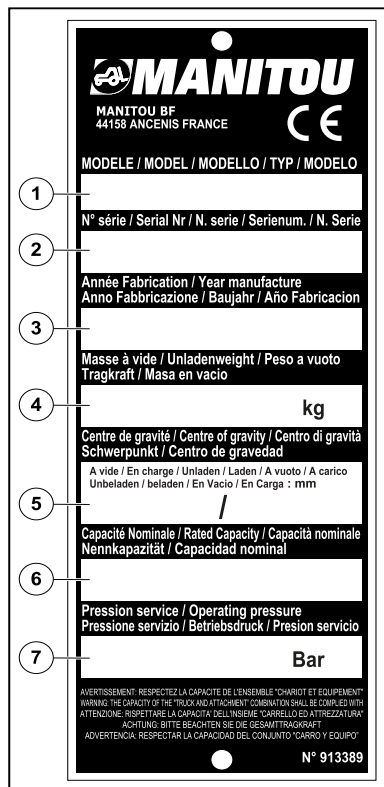 MANITOU
MANITOU BF
44158 ANCENIS FRANCE
CE
MODELE / MODEL / MODELLO / TYP / MODELO
1
N° série / Serial Nr / N. serie / Serienum. / N. Serie
2
Année Fabrication / Year manufacture
Anno Fabbricazione / Baujahr / Año Fabricacion
3
Masse à vide / Unladenweight / Peso a vuoto
Tragkraft / Masa en vacio
4
kg
Centre de gravité / Centre of gravity / Centro di gravità
Schwerpunkt / Centro de gravedad
A vide / En charge / Unladen / Laden / A vuoto / A carico
Unbeladen / beladen / En Vacio / En Carga : mm
5
/
Capacité Nominale / Rated Capacity / Capacità nominale
Nennkapazität / Capacidad nominal
6
Pression service / Operating pressure
Pressione servizio / Betriebsdruck / Presion servicio
7
Bar
AVERTISSEMENT: RESPECTEZ LA CAPACITE DE L'ENSEMBLE "CHARIOT ET EQUIPEMENT"
WARNING: THE CAPACITY OF THE "TRUCK AND ATTACHMENT" COMBINATION SHALL BE COMPLIED WITH
ATTENZIONE: RISPETTARE LA CAPACITA' DELL'INSIEME "CARRELLO ED ATTREZZATURA"
ACHTUNG: BITTE BEACHTEN SIE DIE GESAMTTRAGKRAFT
ADVERTENCIA: RESPECTAR LA CAPACIDAD DEL CONJUNTO "CARRO Y EQUIPO"
N° 913389